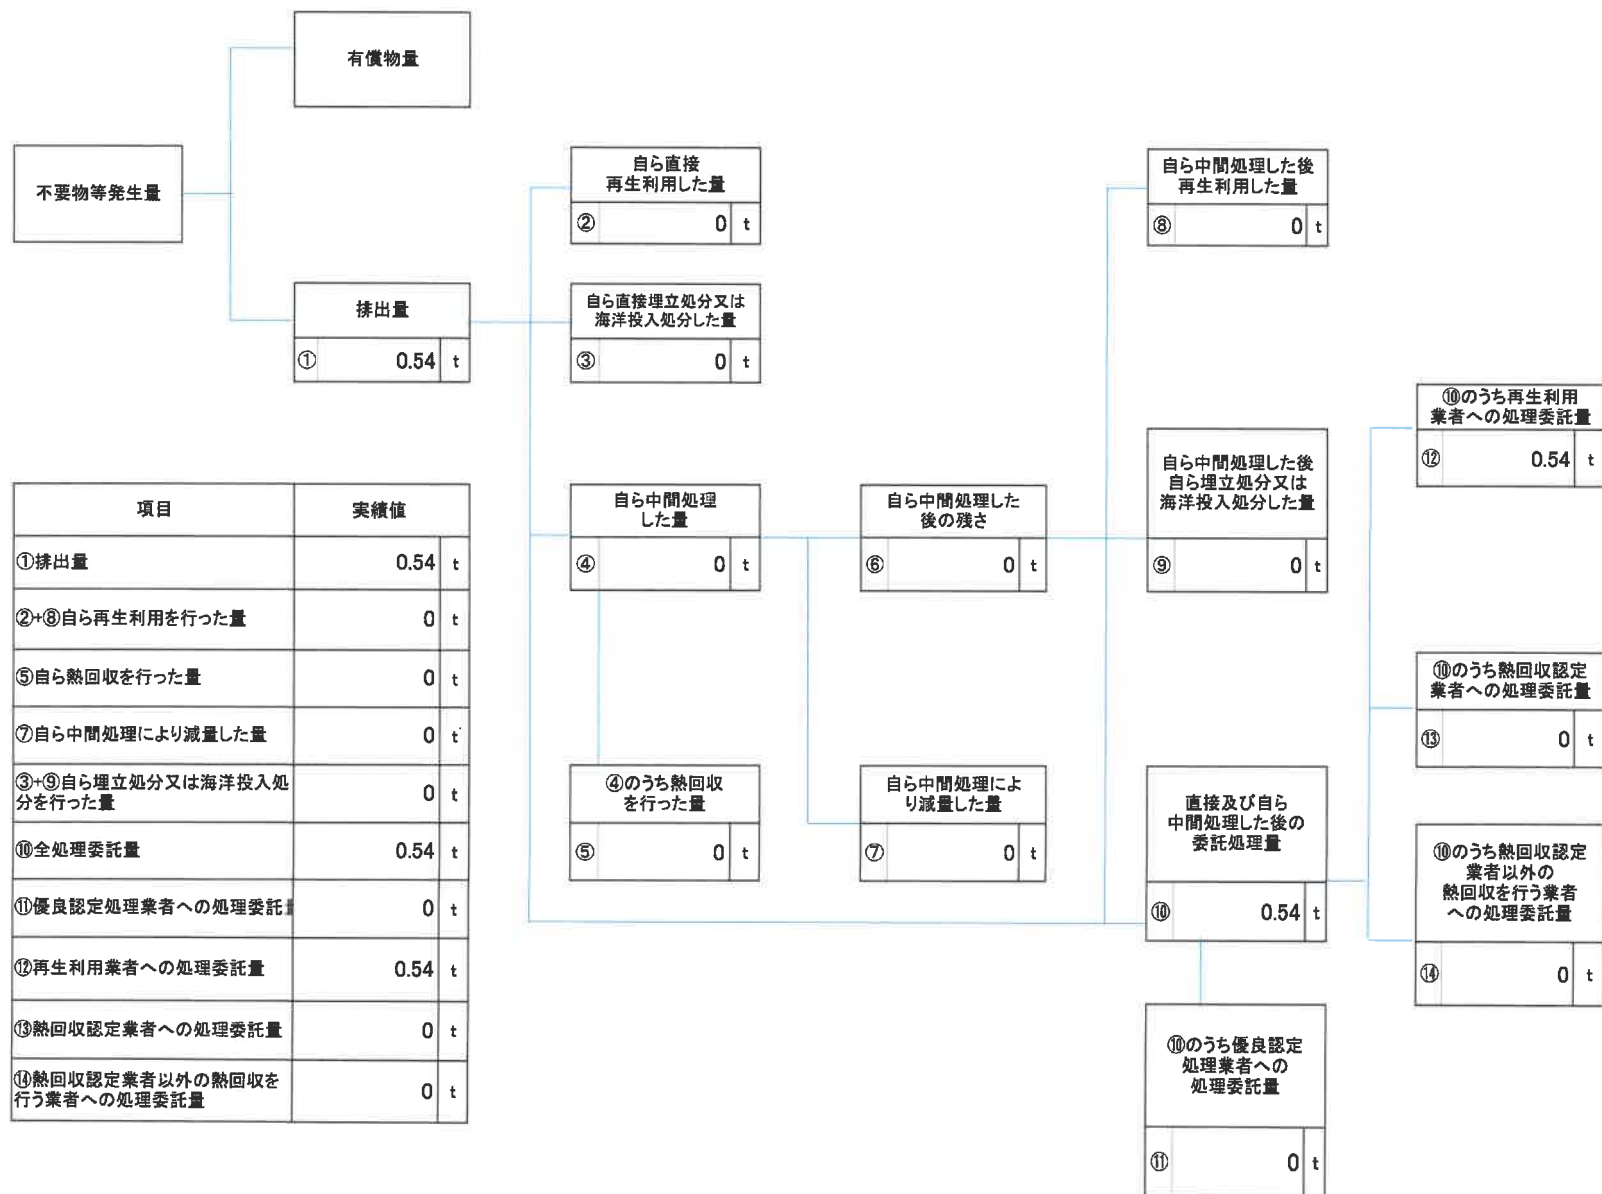 有償物量
不要物等発生量
排出量
① 0.54 t
自ら直接
再生利用した量
② 0 t
自ら直接埋立処分又は
海洋投入処分した量
③ 0 t
自ら中間処理
した量
④ 0 t
④のうち熱回収
を行った量
⑤ 0 t
自ら中間処理した
後の残さ
⑥ 0 t
自ら中間処理によ
り減量した量
⑦ 0 t
自ら中間処理した後
再生利用した量
⑧ 0 t
自ら中間処理した後
自ら埋立処分又は
海洋投入処分した量
⑨ 0 t
直接及び自ら
中間処理した後の
委託処理量
⑩ 0.54 t
⑩のうち優良認定
処理業者への
処理委託量
⑪ 0 t
⑩のうち再生利用
業者への処理委託量
⑫ 0.54 t
⑩のうち熱回収認定
業者への処理委託量
⑬ 0 t
⑩のうち熱回収認定
業者以外の
熱回収を行う業者
への処理委託量
⑭ 0 t
項目 実績値
①排出量 0.54 t
②+⑧自ら再生利用を行った量 0 t
⑤自ら熱回収を行った量 0 t
⑦自ら中間処理により減量した量 0 t
③+⑨自ら埋立処分又は海洋投入処
分を行った量 0 t
⑩全処理委託量 0.54 t
⑪優良認定処理業者への処理委託 0 t
⑫再生利用業者への処理委託量 0.54 t
⑬熱回収認定業者への処理委託量 0 t
⑭熱回収認定業者以外の熱回収を
行う業者への処理委託量 0 t